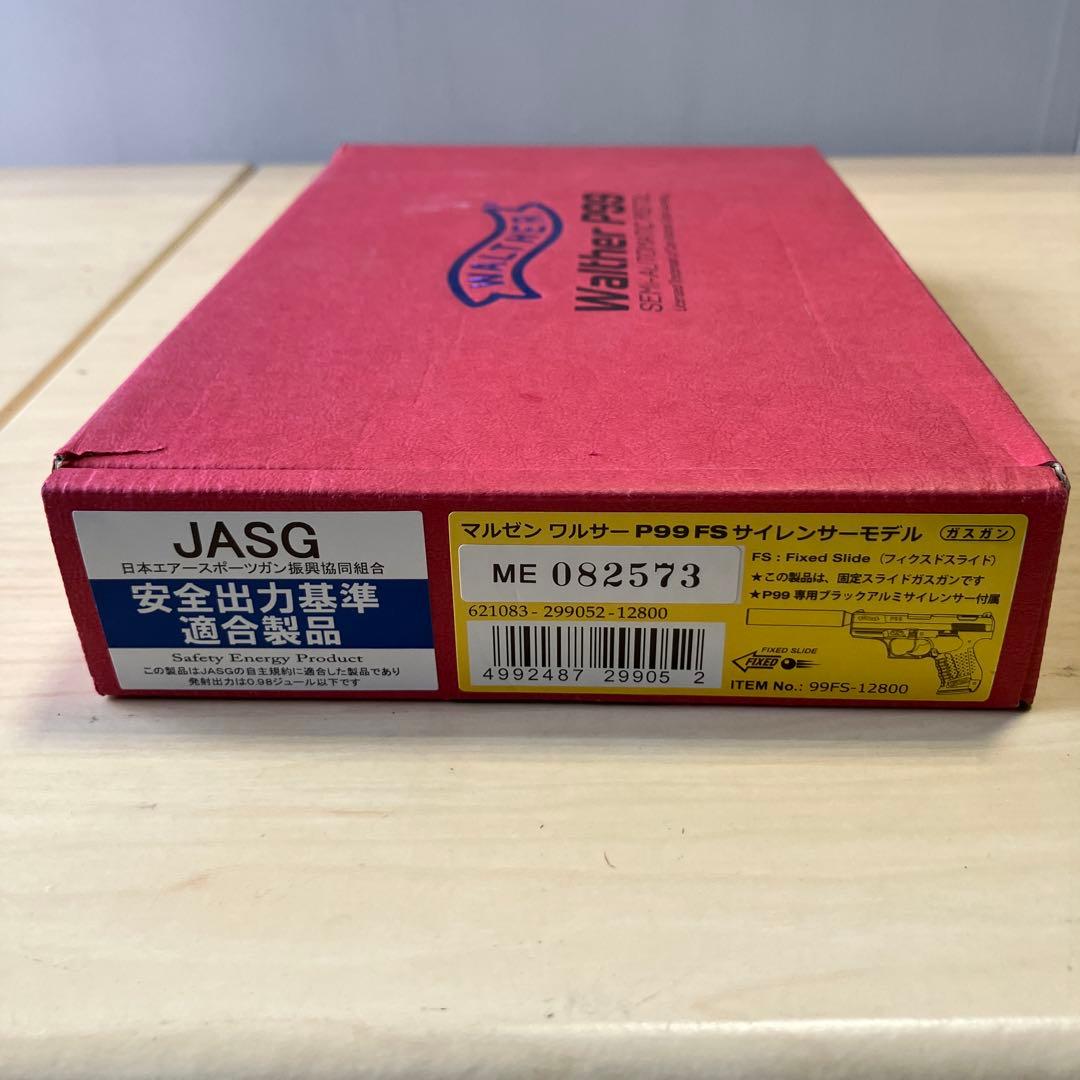 WALTHER
Walther P99
SEMI-AUTOMATIC PISTOL
JASG
日本エアースポーツガン振興協同組合
安全出力基準
適合製品
Safety Energy Product
この製品はJASGの自主規約に適合した製品であり
発射出力は0.98ジュール以下です
マルゼン ワルサー P99 FS サイレンサーモデル ガスガン
ME 082573
FS : Fixed Slide (フィクスドスライド)
★この製品は、固定スライドガスガンです
★P99 専用ブラックアルミサイレンサー付属
621083-299052-12800
4992487 29905 2
FIXED SLIDE
FIXED
ITEM No.: 99FS-12800